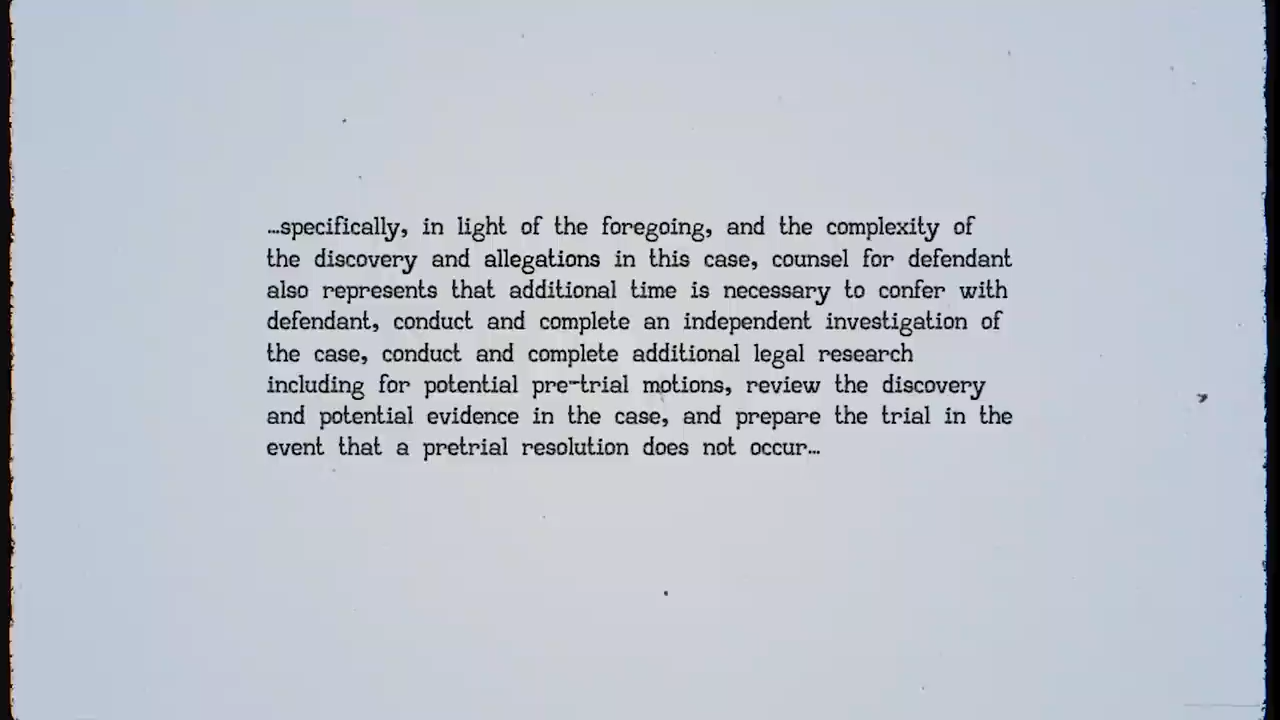 …specifically, in light of the foregoing, and the complexity of
the discovery and allegations in this case, counsel for defendant
also represents that additional time is necessary to confer with
defendant, conduct and complete an independent investigation of
the case, conduct and complete additional legal research
including for potential pre-trial motions, review the discovery
and potential evidence in the case, and prepare the trial in the
event that a pretrial resolution does not occur…